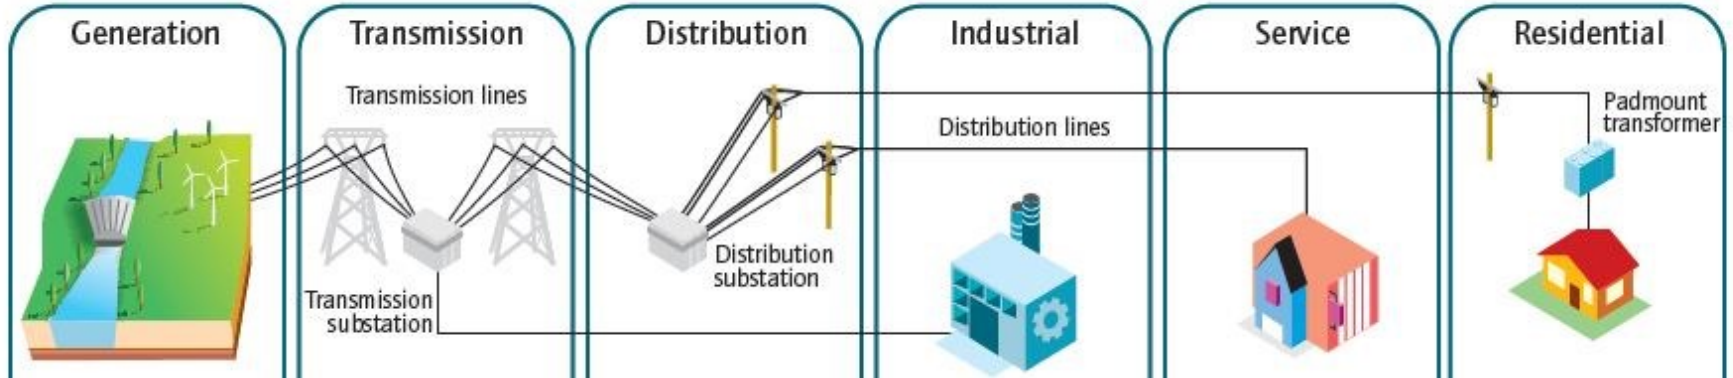 Generation
Transmission
Distribution
Industrial
Service
Residential
Transmission lines
Transmission
substation
Distribution
substation
Distribution lines
Padmount
transformer